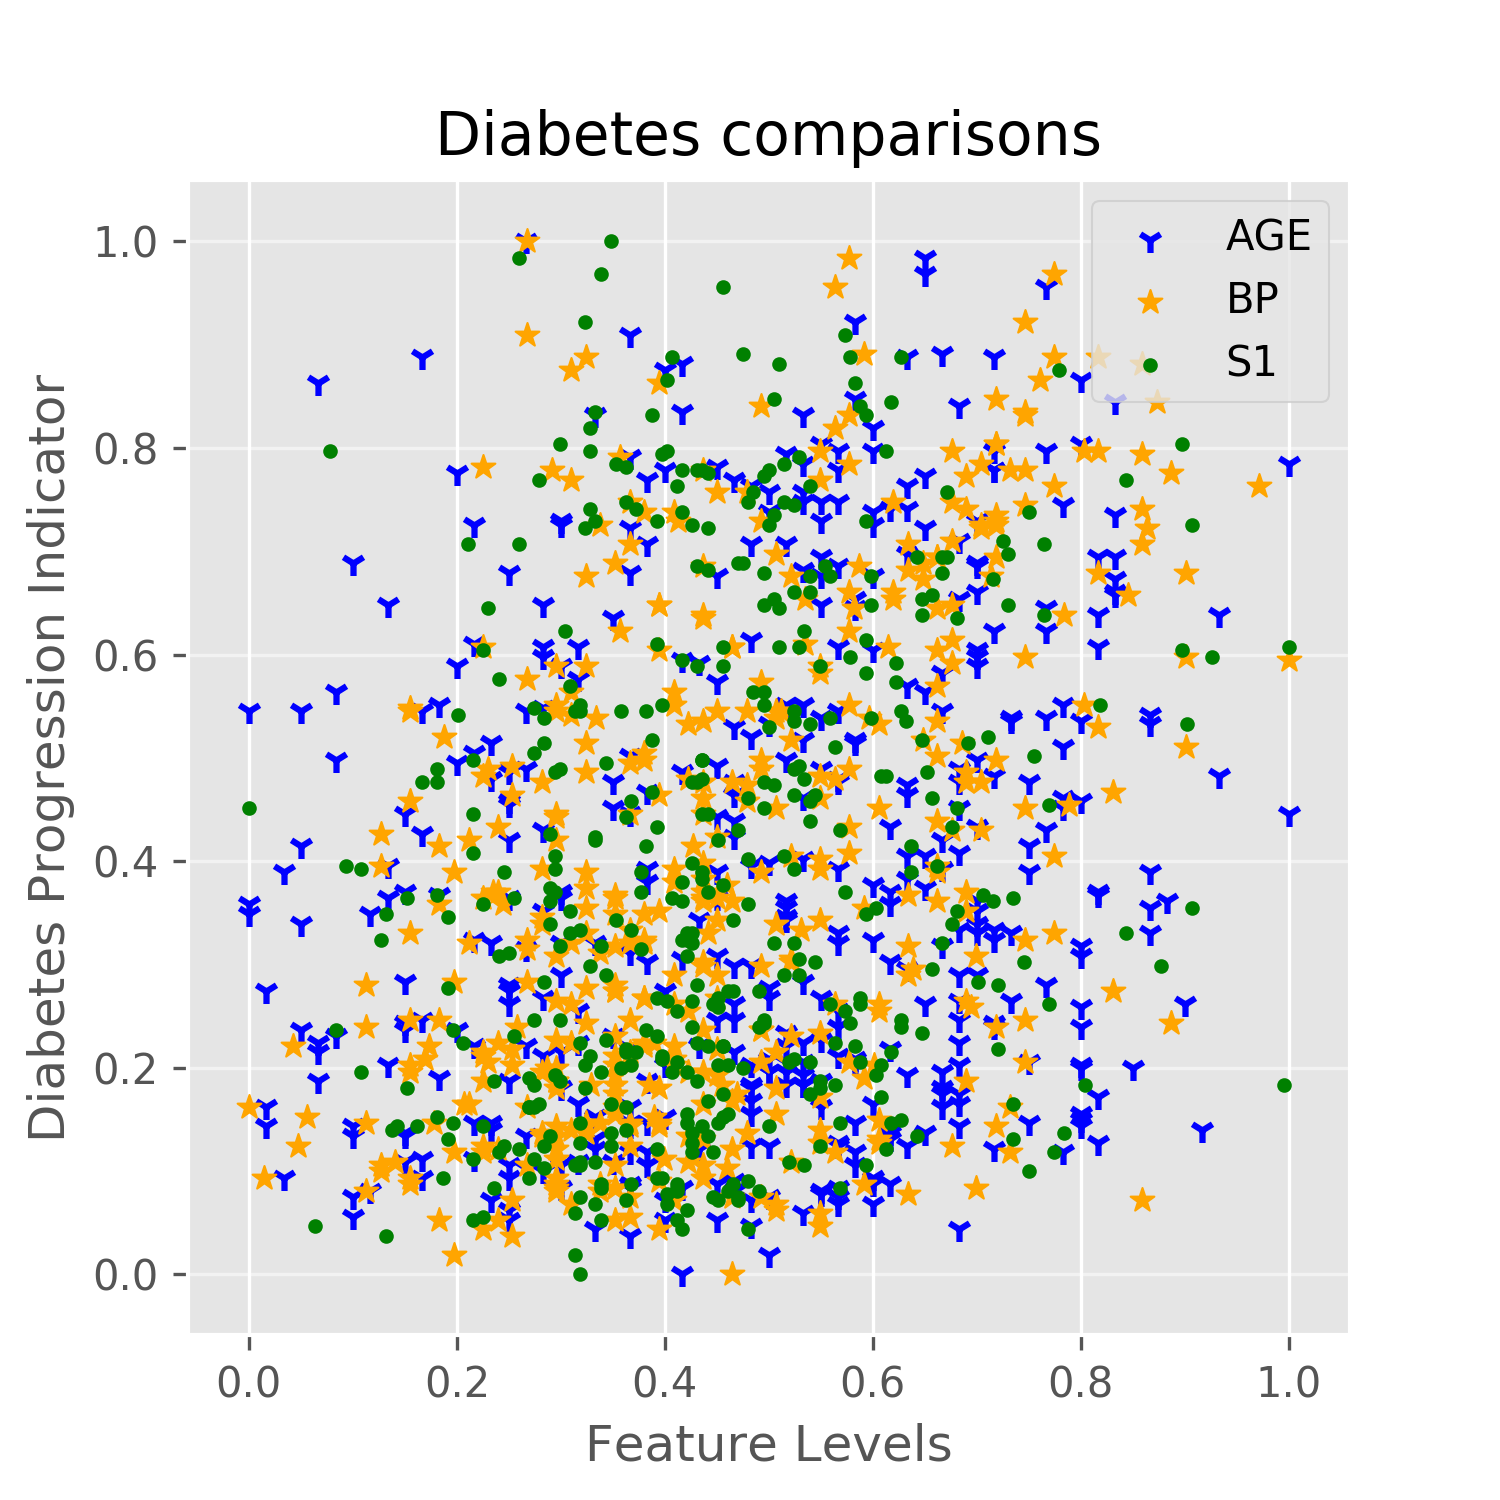 Diabetes comparisons
AGE
BP
S1
1.0
0.8
0.6
0.4
0.2
0.0
Diabetes Progression Indicator
0.0 0.2 0.4 0.6 0.8 1.0
Feature Levels